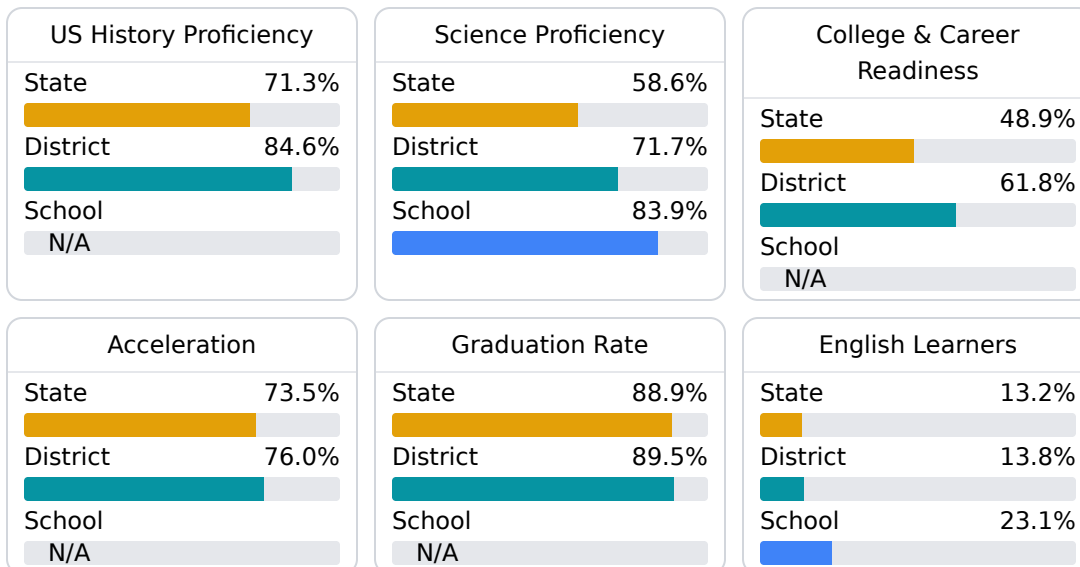 US History Proficiency
State 71.3%
District 84.6%
School
N/A
Science Proficiency
State 58.6%
District 71.7%
School 83.9%
College & Career
Readiness
State 48.9%
District 61.8%
School
N/A
Acceleration
State 73.5%
District 76.0%
School
N/A
Graduation Rate
State 88.9%
District 89.5%
School
N/A
English Learners
State 13.2%
District 13.8%
School 23.1%